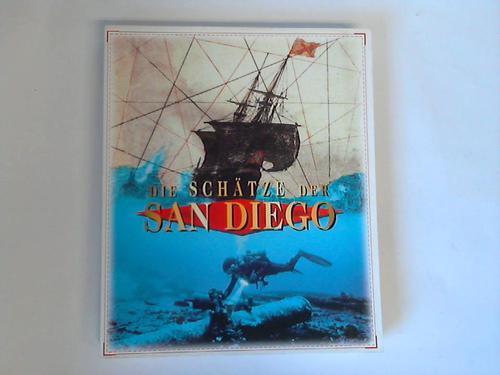 DIE SCHÄTZE DER
SAN DIEGO